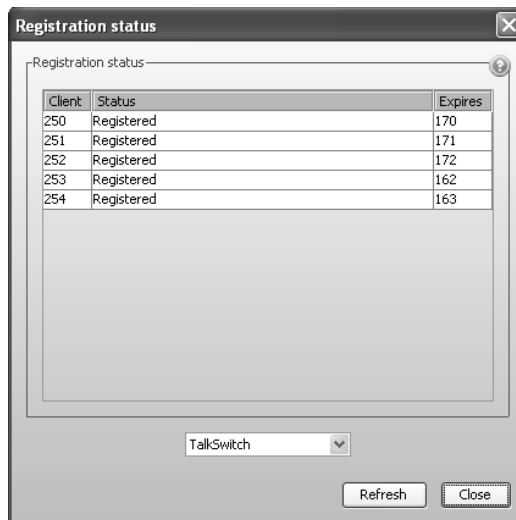 Registration status
Registration status
Client Status Expires
250 Registered 170
251 Registered 171
252 Registered 172
253 Registered 162
254 Registered 163
TalkSwitch
Refresh Close